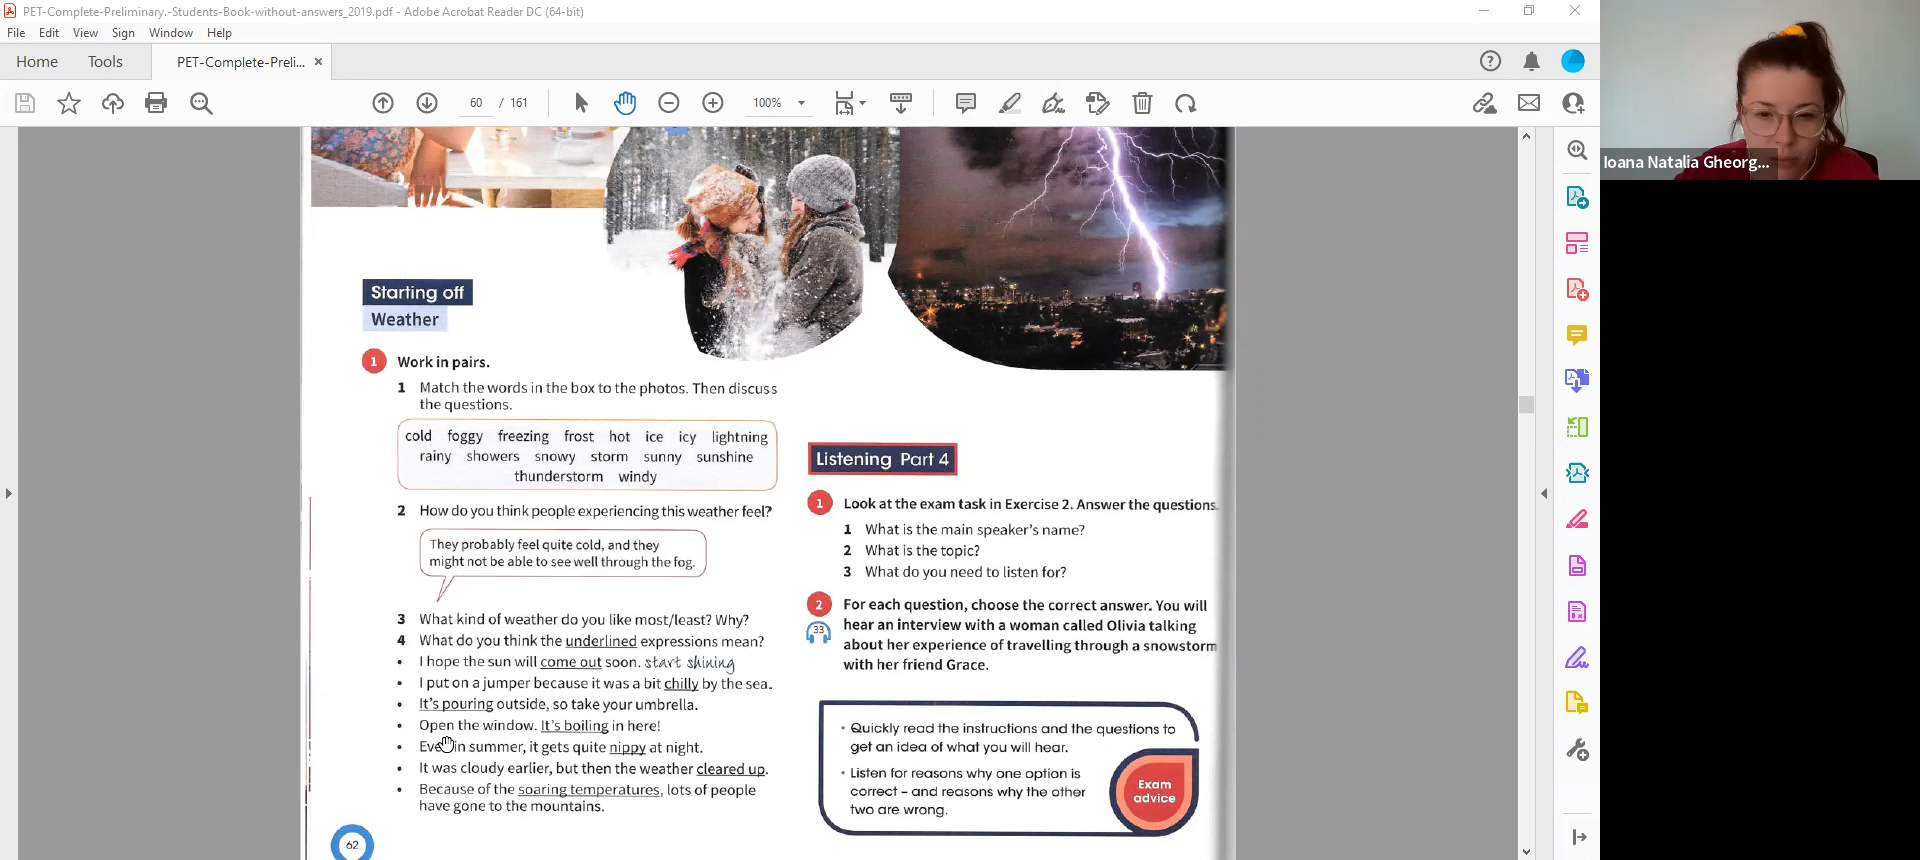 PET-Complete-Preliminary.-Students-Book-without-answers_2019.pdf - Adobe Acrobat Reader DC (64-bit)
File Edit View Sign Window Help
Home Tools PET-Complete-Preli... ×
60 / 161 100%
Ioana Natalia Gheorg...
Starting off
Weather
1 Work in pairs.
1 Match the words in the box to the photos. Then discuss
the questions.
cold foggy freezing frost hot ice icy lightning
rainy showers snowy storm sunny sunshine
thunderstorm windy
2 How do you think people experiencing this weather feel?
They probably feel quite cold, and they
might not be able to see well through the fog.
3 What kind of weather do you like most/least? Why?
4 What do you think the underlined expressions mean?
• I hope the sun will come out soon. start shining
• I put on a jumper because it was a bit chilly by the sea.
• It's pouring outside, so take your umbrella.
• Open the window. It's boiling in here!
• Even in summer, it gets quite nippy at night.
• It was cloudy earlier, but then the weather cleared up.
• Because of the soaring temperatures, lots of people
have gone to the mountains.
62
Listening Part 4
1 Look at the exam task in Exercise 2. Answer the questions.
1 What is the main speaker's name?
2 What is the topic?
3 What do you need to listen for?
2 For each question, choose the correct answer. You will
33 hear an interview with a woman called Olivia talking
about her experience of travelling through a snowstorm
with her friend Grace.
• Quickly read the instructions and the questions to
get an idea of what you will hear.
• Listen for reasons why one option is
correct – and reasons why the other
two are wrong.
Exam
advice